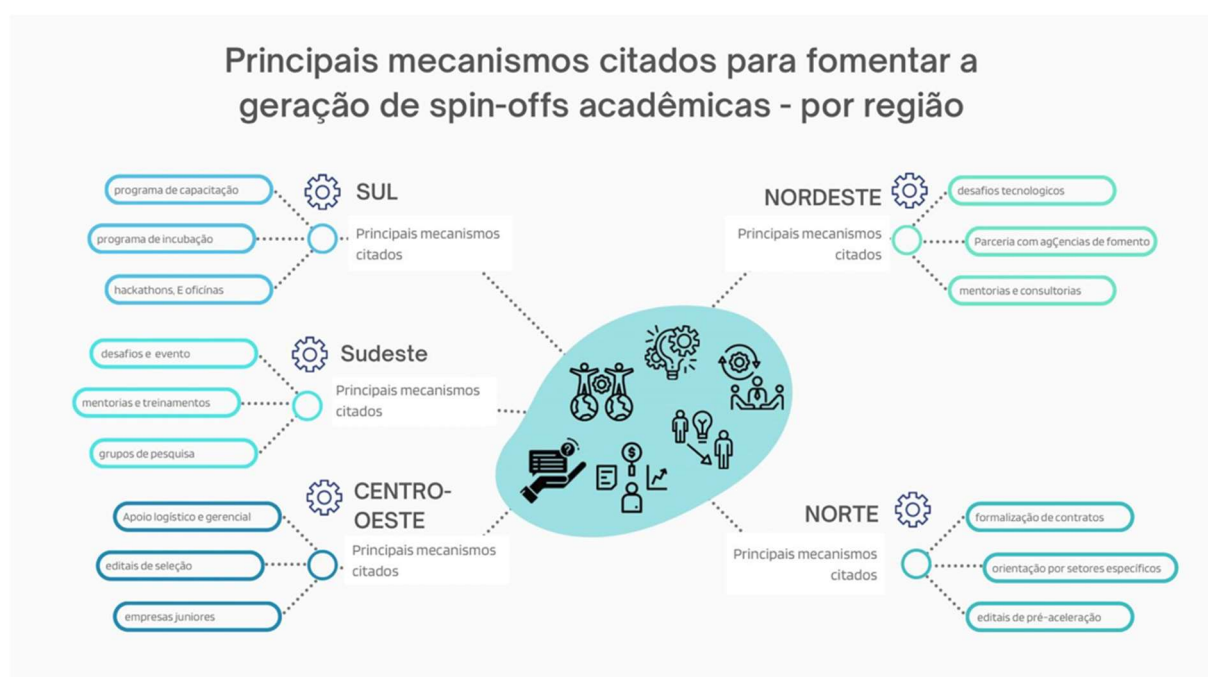 Principais mecanismos citados para fomentar a
geração de spin-offs acadêmicas - por região
SUL
Principais mecanismos
citados
programa de capacitação
programa de incubação
hackathons, E oficinas
Sudeste
Principais mecanismos
citados
desafios e evento
mentorias e treinamentos
grupos de pesquisa
CENTRO-
OESTE
Principais mecanismos
citados
Apoio logístico e gerencial
editais de seleção
empresas juniores
NORDESTE
Principais mecanismos
citados
desafios tecnologicos
Parceria com agÇencias de fomento
mentorias e consultorias
NORTE
Principais mecanismos
citados
formalização de contratos
orientação por setores específicos
editais de pré-aceleração
?
$